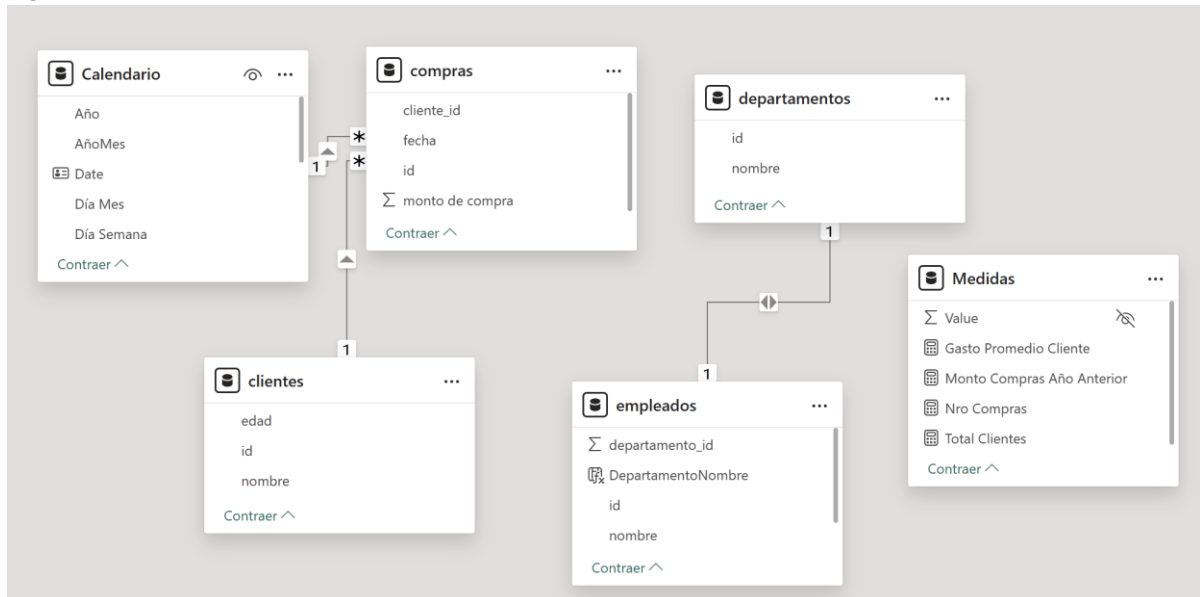 Calendario
Año
AñoMes
Date
Día Mes
Día Semana
Contraer
1
*
*
compras
cliente_id
fecha
id
∑ monto de compra
Contraer
1
clientes
edad
id
nombre
Contraer
departamentos
id
nombre
Contraer
1
1
empleados
∑ departamento_id
DepartamentoNombre
id
nombre
Contraer
Medidas
∑ Value
Gasto Promedio Cliente
Monto Compras Año Anterior
Nro Compras
Total Clientes
Contraer